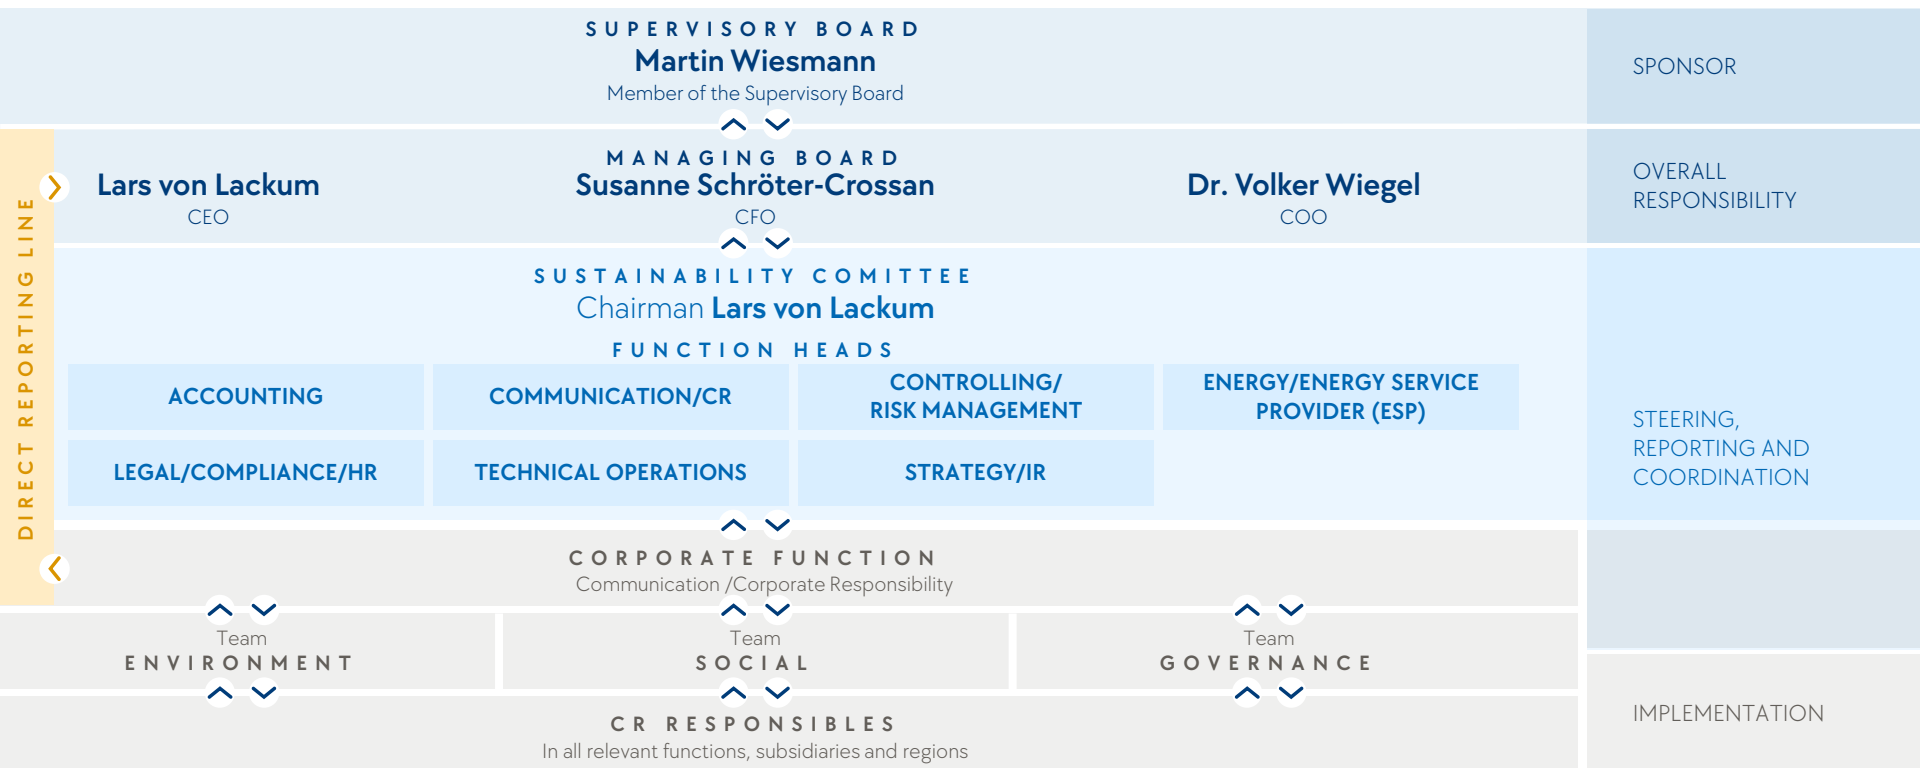 SUPERVISORY BOARD
Martin Wiesmann
Member of the Supervisory Board
SPONSOR
DIRECT REPORTING LINE
MANAGING BOARD
Lars von Lackum
CEO
Susanne Schröter-Crossan
CFO
Dr. Volker Wiegel
COO
OVERALL
RESPONSIBILITY
SUSTAINABILITY COMITTEE
Chairman Lars von Lackum
FUNCTION HEADS
ACCOUNTING
COMMUNICATION/CR
CONTROLLING/
RISK MANAGEMENT
ENERGY/ENERGY SERVICE
PROVIDER (ESP)
LEGAL/COMPLIANCE/HR
TECHNICAL OPERATIONS
STRATEGY/IR
STEERING,
REPORTING AND
COORDINATION
CORPORATE FUNCTION
Communication /Corporate Responsibility
Team
ENVIRONMENT
Team
SOCIAL
Team
GOVERNANCE
CR RESPONSIBLES
In all relevant functions, subsidiaries and regions
IMPLEMENTATION